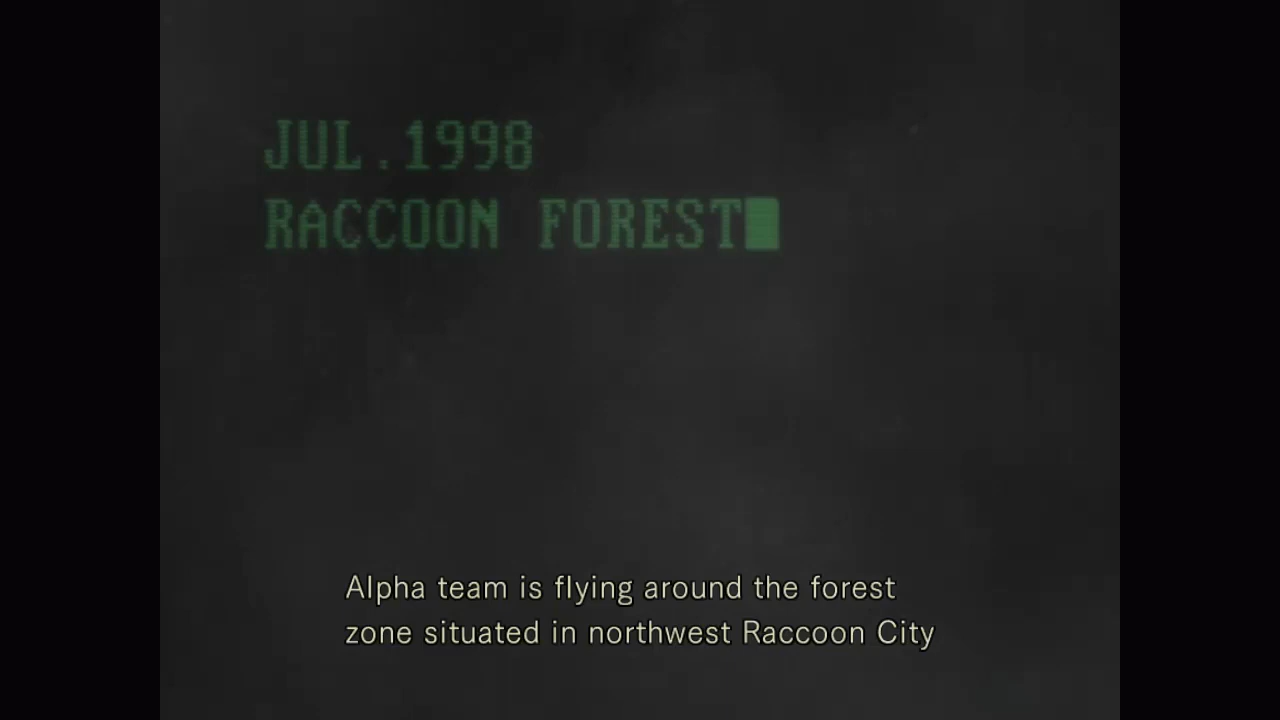 JUL.1998
RACCOON FOREST
Alpha team is flying around the forest
zone situated in northwest Raccoon City